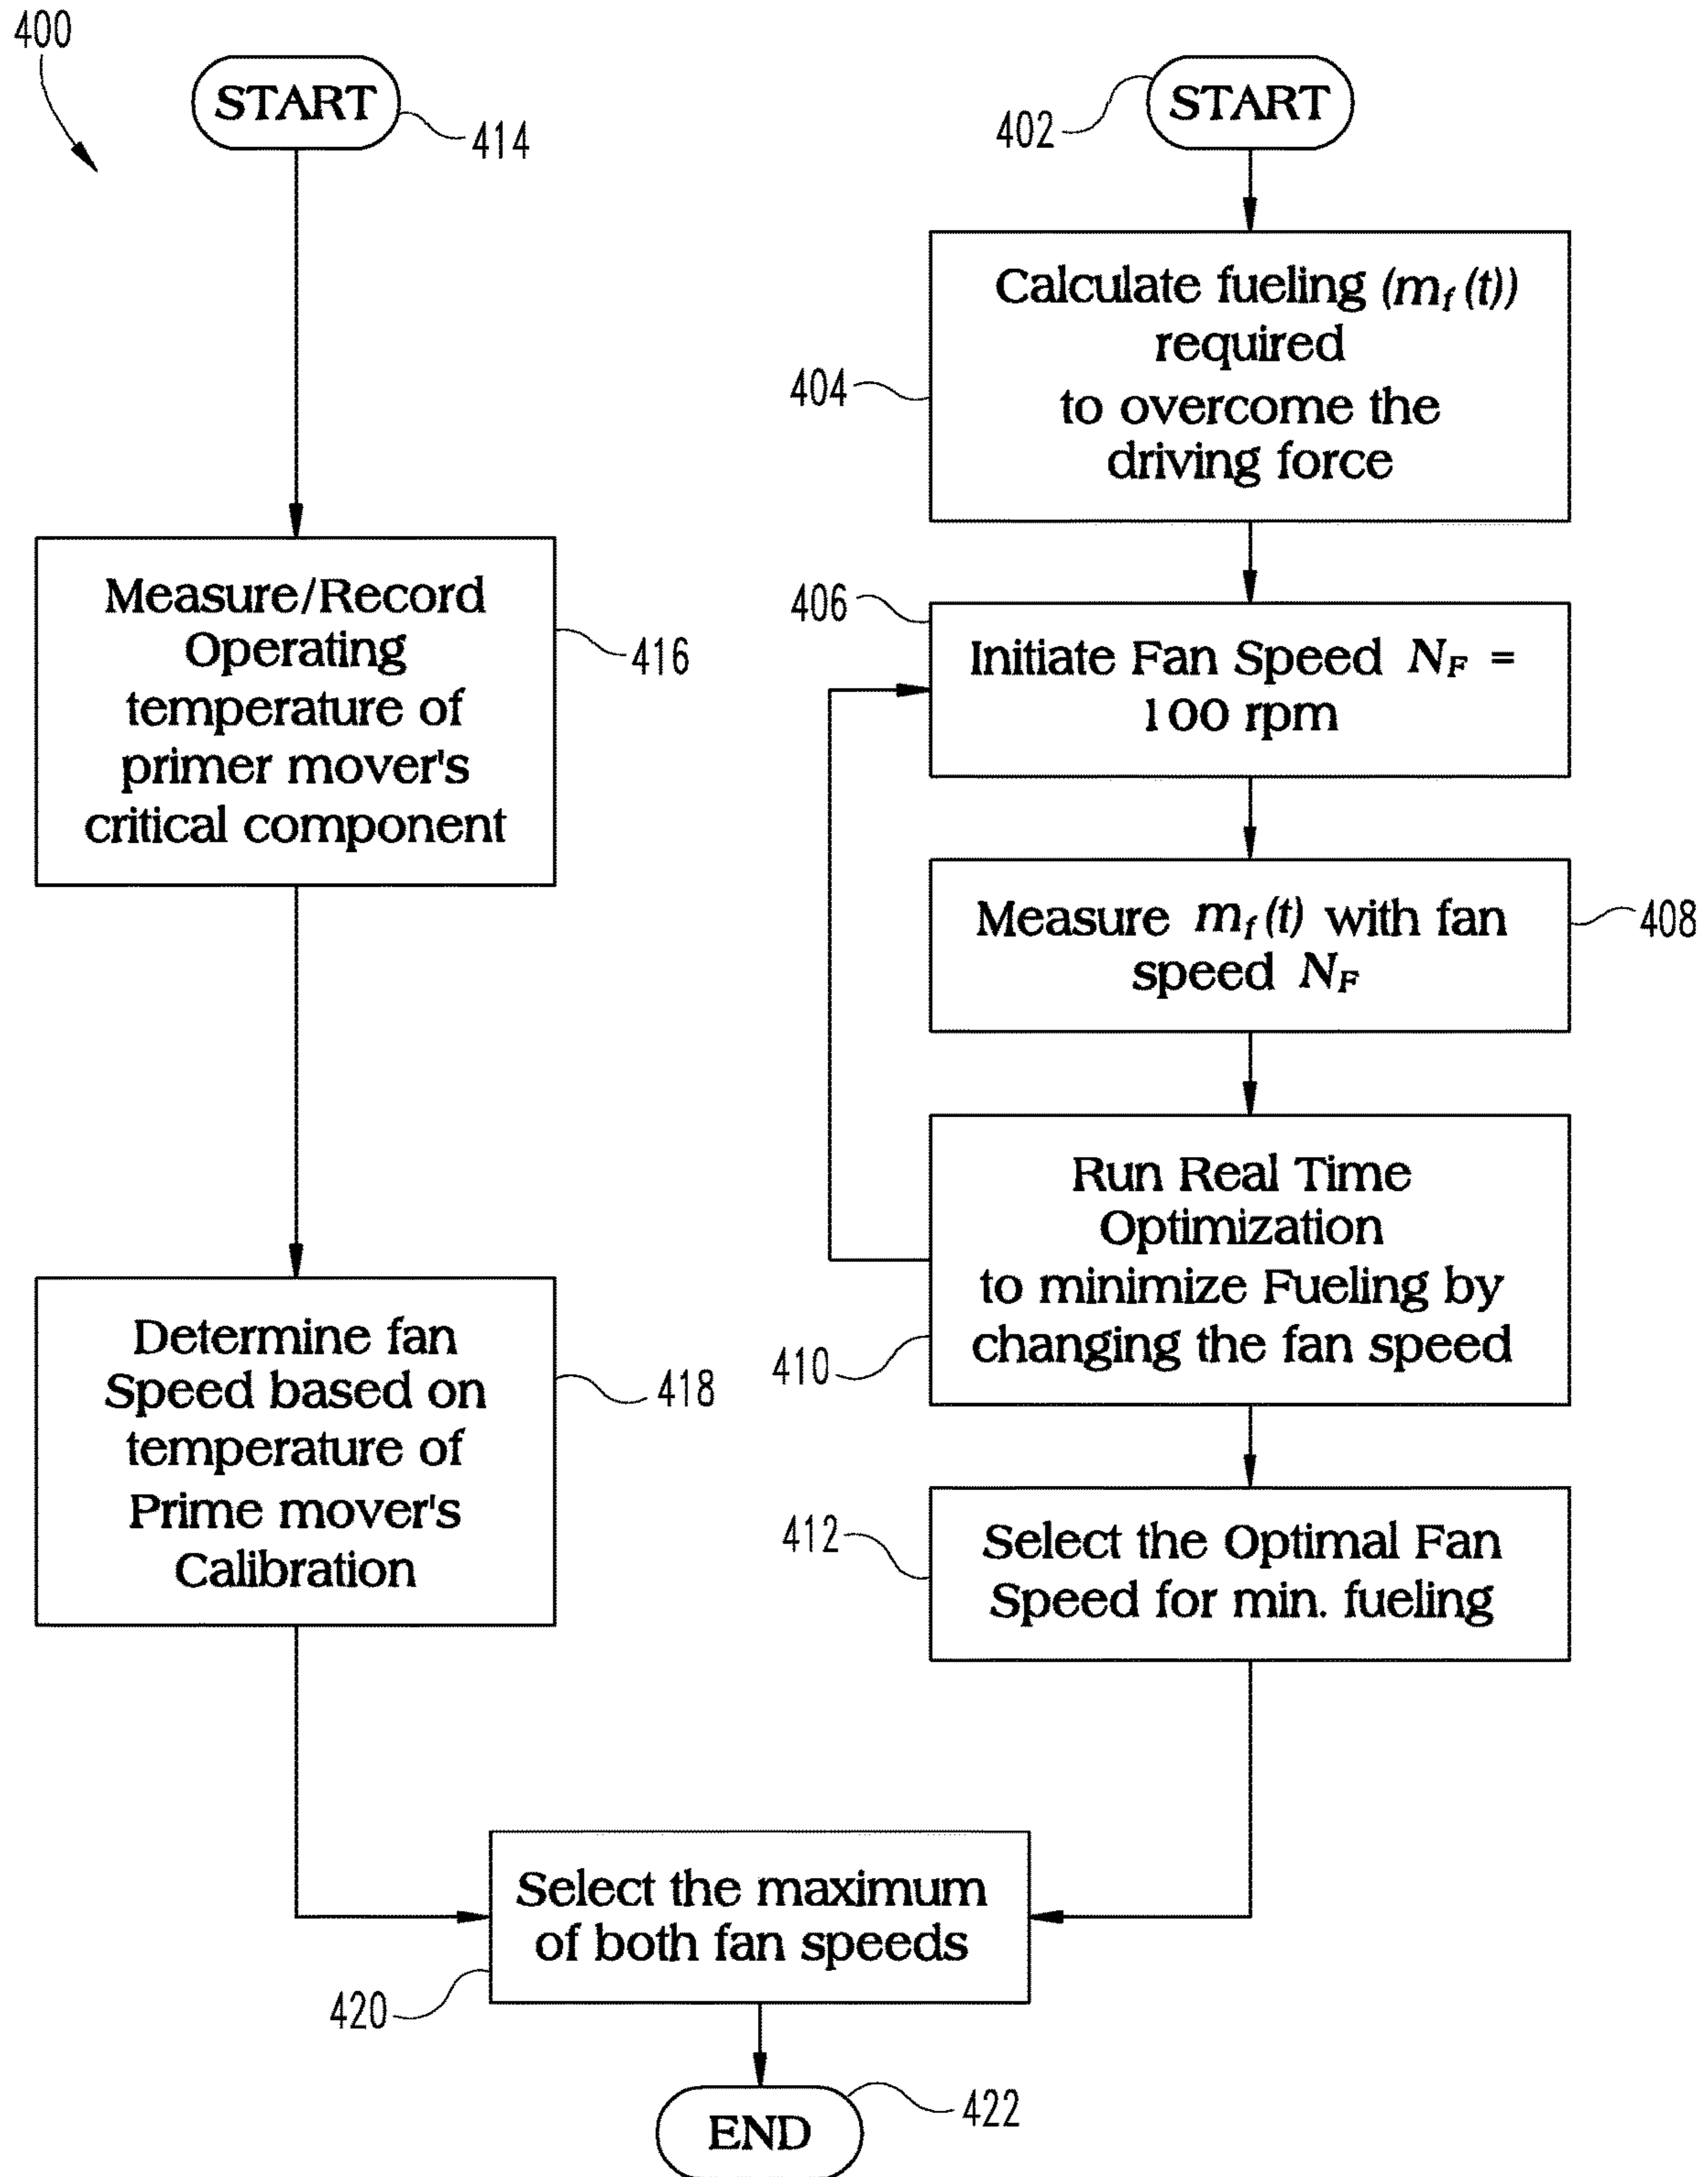 400
START
414
Measure/Record
Operating
temperature of
primer mover's
critical component
416
Determine fan
Speed based on
temperature of
Prime mover's
Calibration
418
START
402
Calculate fueling (m_f (t))
required
to overcome the
driving force
404
406
Initiate Fan Speed N_F =
100 rpm
Measure m_f (t) with fan
speed N_F
408
Run Real Time
Optimization
to minimize Fueling by
changing the fan speed
410
412
Select the Optimal Fan
Speed for min. fueling
Select the maximum
of both fan speeds
420
END
422